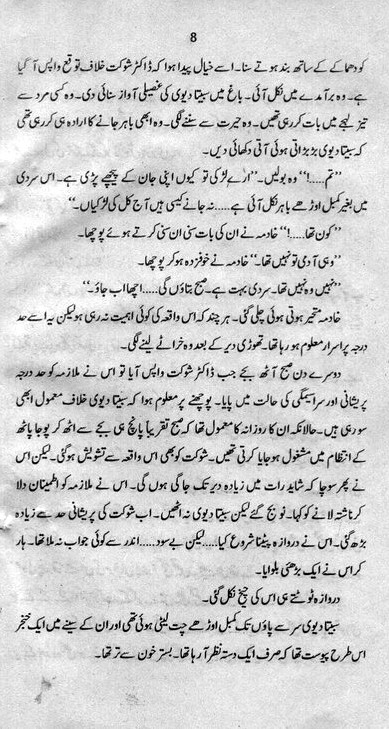 8
کو دھماکے کے ساتھ بند ہوتے سنا۔ اسے خیال پیدا ہوا کہ ڈاکٹر شوکت خلاف توقع واپس آ گیا
ہے۔ وہ برآمدے میں نکل آئی۔ باغ میں سیتا دیوی کی غصیلی آواز سنائی دی۔ وہ کسی مرد سے
تیز لہجے میں بات کر رہی تھیں۔ وہ حیرت سے سننے لگی۔ وہ ابھی باہر جانے کا ارادہ ہی کر رہی تھی
کہ سیتا دیوی بڑبڑاتی ہوئی آتی دکھائی دیں۔
”تم.....!“ وہ بولیں۔ ”ارے لڑکی تو کیوں اپنی جان کے پیچھے پڑی ہے۔ اس سردی
میں بغیر کمبل اوڑھے باہر نکل آئی ہے.....نہ جانے کیسی ہیں آج کل کی لڑکیاں۔“
”کون تھا.....!“ خادمہ نے ان کی بات سنی ان سنی کرتے ہوئے پوچھا۔
”وہی آدمی تو نہیں تھا۔“ خادمہ نے خوفزدہ ہو کر پوچھا۔
”نہیں وہ نہیں تھا۔ سردی بہت ہے۔ صبح بتاؤں گی.....اچھا اب جاؤ۔“
خادمہ متحیر ہوتی ہوئی چلی گئی۔ ہر چند کہ اس واقعہ کی کوئی اہمیت نہ رہی ہو لیکن یہ اسے حد
درجہ پراسرار معلوم ہو رہا تھا۔ تھوڑی دیر کے بعد وہ خراٹے لینے لگی۔
دوسرے دن صبح آٹھ بجے جب ڈاکٹر شوکت واپس آیا تو اس نے ملازمہ کو حد درجہ
پریشانی اور سراسیمگی کی حالت میں پایا۔ پوچھنے پر معلوم ہوا کہ سیتا دیوی خلاف معمول ابھی
سو رہی ہیں۔ حالانکہ ان کا روزانہ کا معمول تھا کہ صبح تقریباً پانچ ہی بجے سے اٹھ کر پوجا پاٹھ
کے انتظام میں مشغول ہو جایا کرتی تھیں۔ شوکت کو بھی اس واقعہ سے تشویش ہو گئی۔ لیکن اس
نے پھر سوچا کہ شاید رات میں زیادہ دیر تک جاگی ہوں گی۔ اس نے ملازمہ کو اطمینان دلا
کر ناشتہ لانے کو کہا۔ نو بج گئے لیکن سیتا دیوی نہ اٹھیں۔ اب شوکت کی پریشانی حد سے زیادہ
بڑھ گئی۔ اس نے دروازہ پیٹنا شروع کیا.....لیکن بے سود.....اندر سے کوئی جواب نہ ملا۔ ہار
کر اس نے ایک بڑھئی بلوایا۔
دروازہ ٹوٹتے ہی اس کی چیخ نکل گئی۔
سیتا دیوی سر سے پاؤں تک کمبل اوڑھے چت لیٹی ہوئی تھی اور ان کے سینے میں ایک خنجر
اس طرح پیوست تھا کہ صرف ایک دستہ نظر آ رہا تھا۔ بستر خون سے تر تھا۔